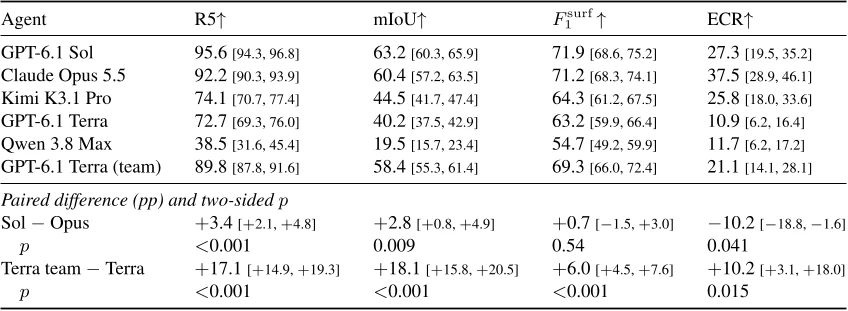 Agent R5↑ mIoU↑ F₁ˢᵘʳᶠ↑ ECR↑
GPT-6.1 Sol 95.6 [94.3, 96.8] 63.2 [60.3, 65.9] 71.9 [68.6, 75.2] 27.3 [19.5, 35.2]
Claude Opus 5.5 92.2 [90.3, 93.9] 60.4 [57.2, 63.5] 71.2 [68.3, 74.1] 37.5 [28.9, 46.1]
Kimi K3.1 Pro 74.1 [70.7, 77.4] 44.5 [41.7, 47.4] 64.3 [61.2, 67.5] 25.8 [18.0, 33.6]
GPT-6.1 Terra 72.7 [69.3, 76.0] 40.2 [37.5, 42.9] 63.2 [59.9, 66.4] 10.9 [6.2, 16.4]
Qwen 3.8 Max 38.5 [31.6, 45.4] 19.5 [15.7, 23.4] 54.7 [49.2, 59.9] 11.7 [6.2, 17.2]
GPT-6.1 Terra (team) 89.8 [87.8, 91.6] 58.4 [55.3, 61.4] 69.3 [66.0, 72.4] 21.1 [14.1, 28.1]
Paired difference (pp) and two-sided p
Sol − Opus +3.4 [+2.1, +4.8] +2.8 [+0.8, +4.9] +0.7 [−1.5, +3.0] −10.2 [−18.8, −1.6]
p <0.001 0.009 0.54 0.041
Terra team − Terra +17.1 [+14.9, +19.3] +18.1 [+15.8, +20.5] +6.0 [+4.5, +7.6] +10.2 [+3.1, +18.0]
p <0.001 <0.001 <0.001 0.015